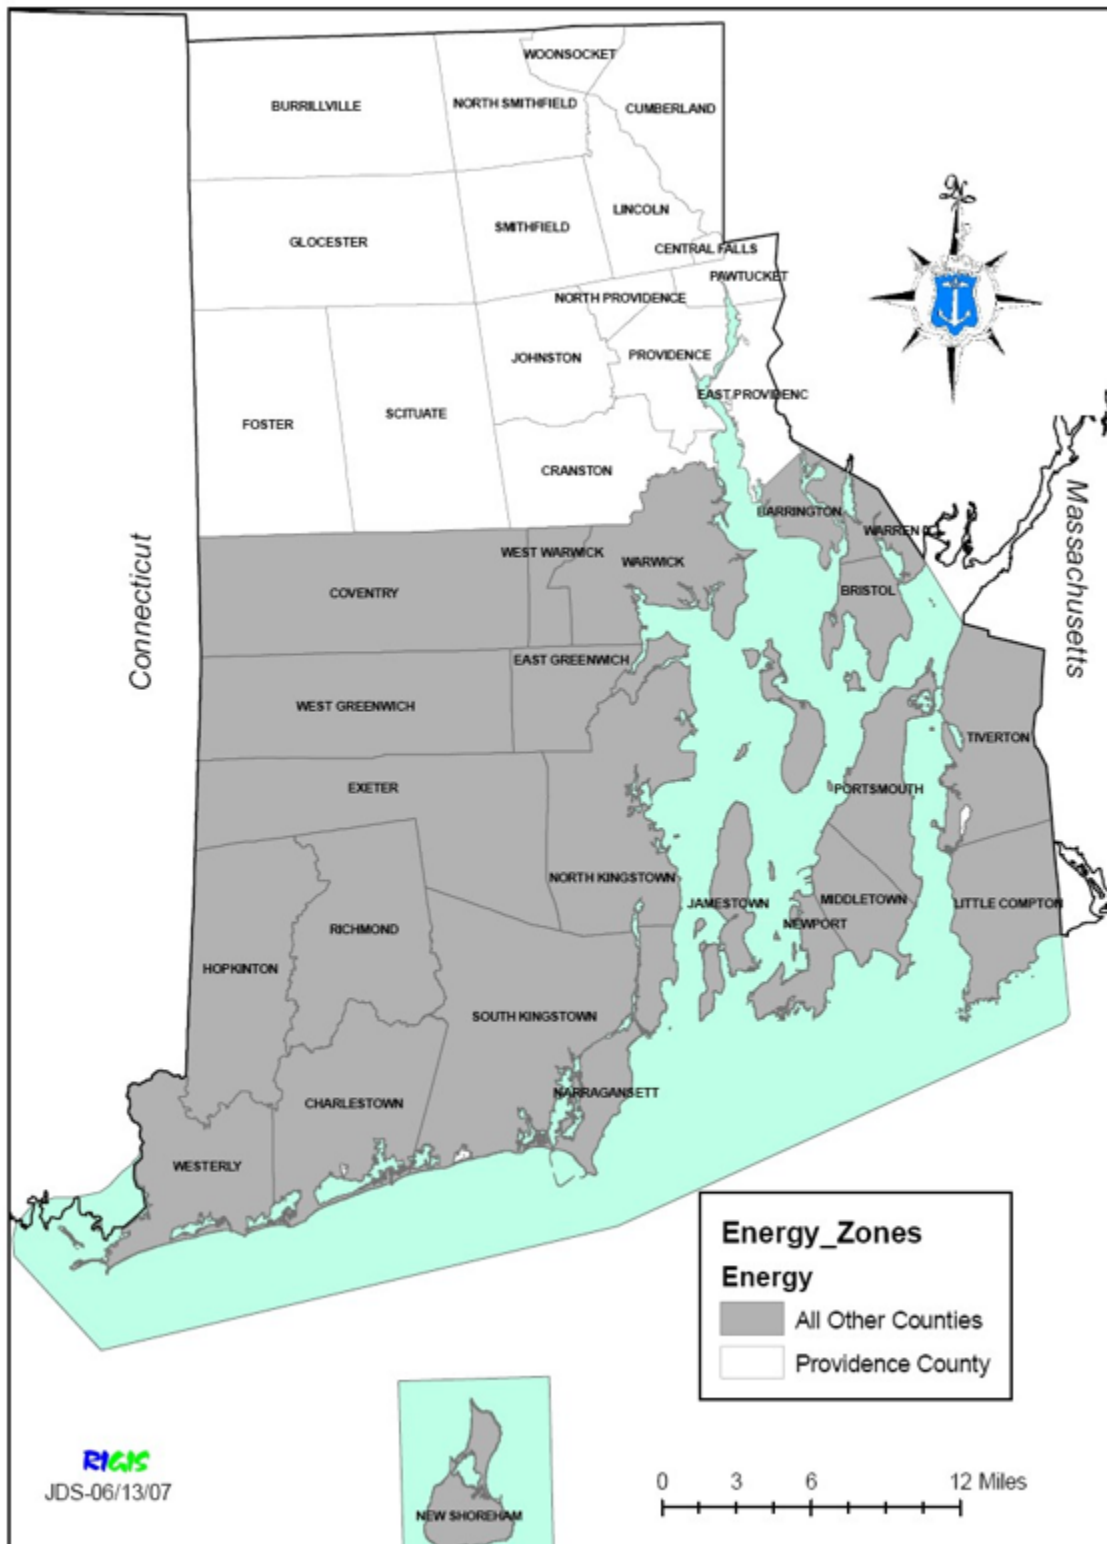 WOONSOCKET
BURRILLVILLE
NORTH SMITHFIELD
CUMBERLAND
LINCOLN
SMITHFIELD
GLOCESTER
CENTRAL FALLS
PAWTUCKET
NORTH PROVIDENCE
JOHNSTON
PROVIDENCE
EAST PROVIDENC
SCITUATE
FOSTER
CRANSTON
N
Connecticut
Massachusetts
BARRINGTON
WARREN
WEST WARWICK
WARWICK
COVENTRY
BRISTOL
EAST GREENWICH
WEST GREENWICH
TIVERTON
EXETER
PORTSMOUTH
NORTH KINGSTOWN
JAMESTOWN
MIDDLETOWN
LITTLE COMPTON
NEWPORT
RICHMOND
HOPKINTON
SOUTH KINGSTOWN
NARRAGANSETT
CHARLESTOWN
WESTERLY
Energy_Zones
Energy
All Other Counties
Providence County
RIGIS
JDS-06/13/07
NEW SHOREHAM
0 3 6 12 Miles